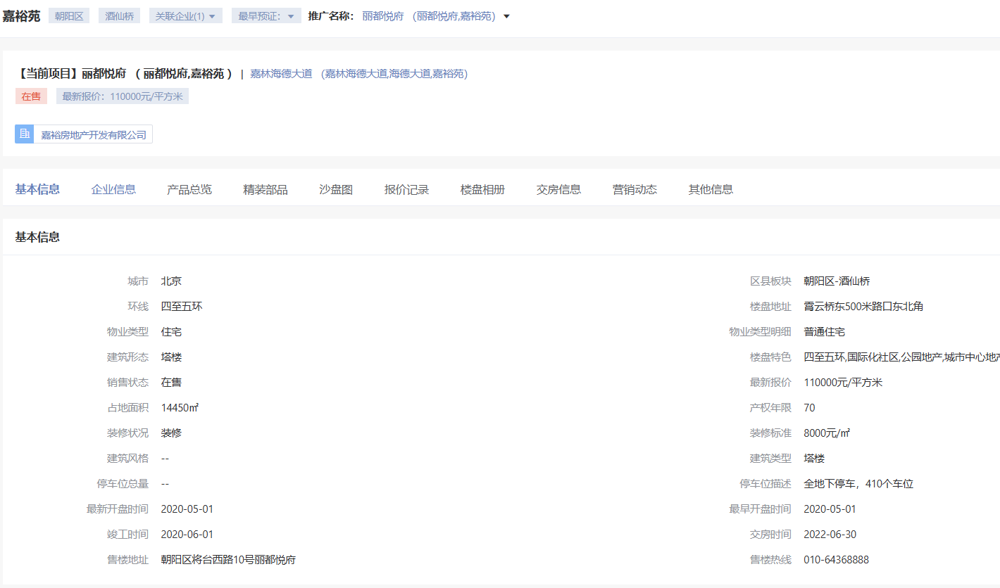 嘉裕苑 朝阳区 酒仙桥 关联企业(1) 最早预证： 推广名称： 丽都悦府 （丽都悦府,嘉裕苑）
【当前项目】丽都悦府 （ 丽都悦府,嘉裕苑 ） | 嘉林海德大道 （嘉林海德大道,海德大道,嘉裕苑）
在售 最新报价：110000元/平方米
嘉裕房地产开发有限公司
基本信息 企业信息 产品总览 精装部品 沙盘图 报价记录 楼盘相册 交房信息 营销动态 其他信息
基本信息
城市 北京 区县板块 朝阳区-酒仙桥
环线 四至五环 楼盘地址 霄云桥东500米路口东北角
物业类型 住宅 物业类型明细 普通住宅
建筑形态 塔楼 楼盘特色 四至五环,国际化社区,公园地产,城市中心地产
销售状态 在售 最新报价 110000元/平方米
占地面积 14450㎡ 产权年限 70
装修状况 装修 装修标准 8000元/㎡
建筑风格 -- 建筑类型 塔楼
停车位总量 -- 停车位描述 全地下停车，410个车位
最新开盘时间 2020-05-01 最早开盘时间 2020-05-01
竣工时间 2020-06-01 交房时间 2022-06-30
售楼地址 朝阳区将台西路10号丽都悦府 售楼热线 010-64368888